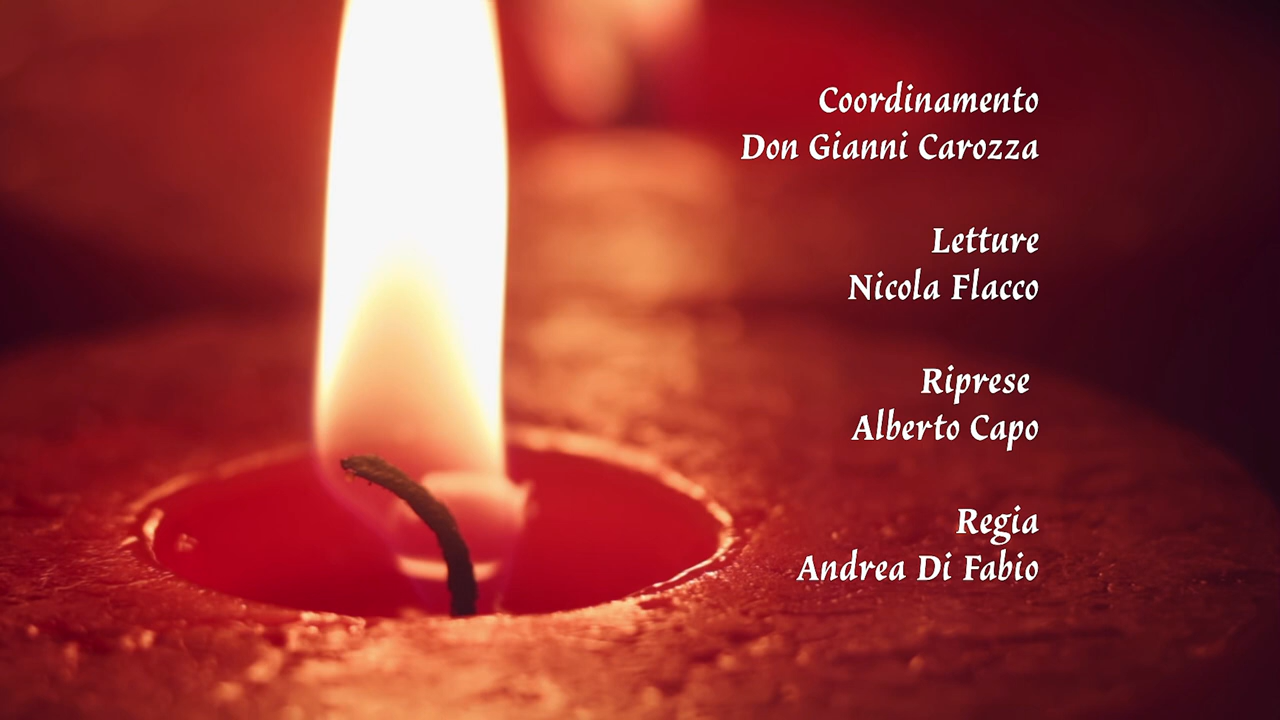 Coordinamento
Don Gianni Carozza
Letture
Nicola Flacco
Riprese
Alberto Capo
Regia
Andrea Di Fabio